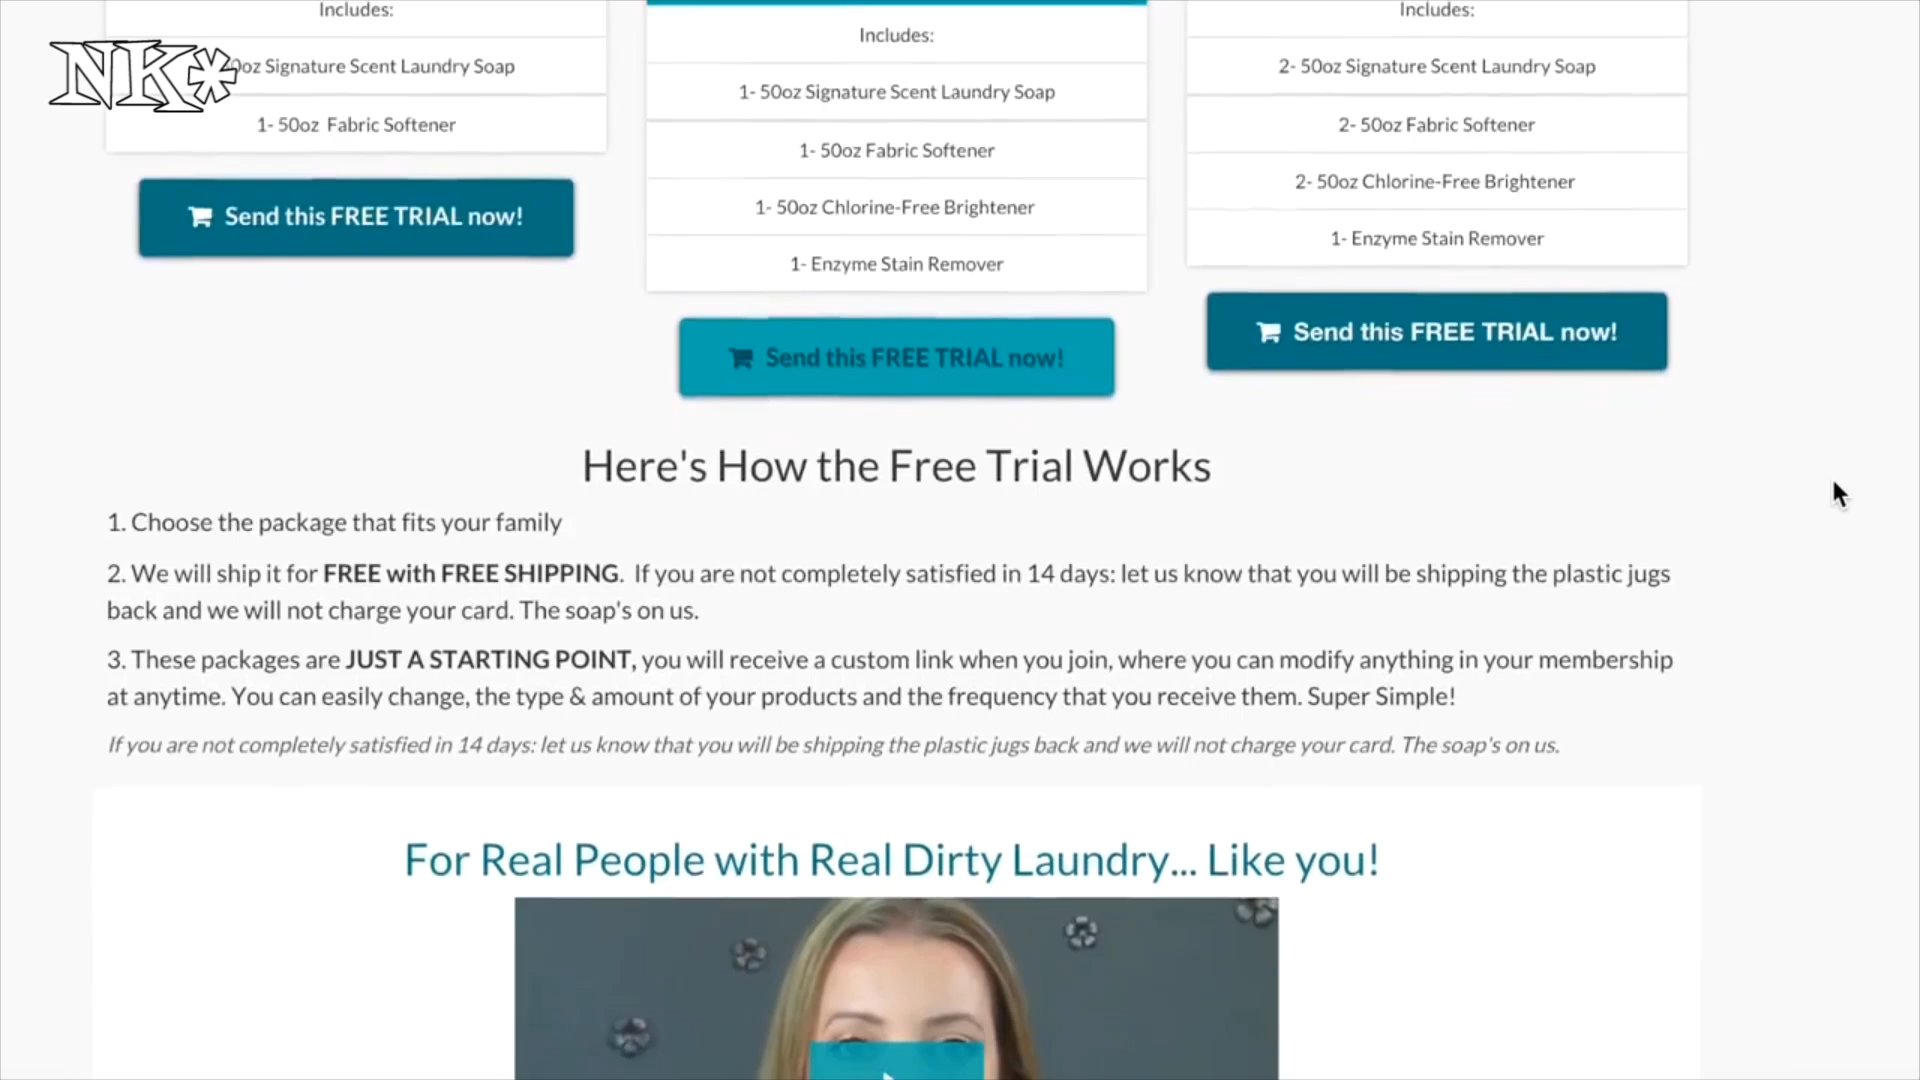 NK*
Includes:
0oz Signature Scent Laundry Soap
1- 50oz Fabric Softener
Send this FREE TRIAL now!
Includes:
1- 50oz Signature Scent Laundry Soap
1- 50oz Fabric Softener
1- 50oz Chlorine-Free Brightener
1- Enzyme Stain Remover
Send this FREE TRIAL now!
Includes:
2- 50oz Signature Scent Laundry Soap
2- 50oz Fabric Softener
2- 50oz Chlorine-Free Brightener
1- Enzyme Stain Remover
Send this FREE TRIAL now!
Here's How the Free Trial Works
1. Choose the package that fits your family
2. We will ship it for FREE with FREE SHIPPING. If you are not completely satisfied in 14 days: let us know that you will be shipping the plastic jugs
back and we will not charge your card. The soap's on us.
3. These packages are JUST A STARTING POINT, you will receive a custom link when you join, where you can modify anything in your membership
at anytime. You can easily change, the type & amount of your products and the frequency that you receive them. Super Simple!
If you are not completely satisfied in 14 days: let us know that you will be shipping the plastic jugs back and we will not charge your card. The soap's on us.
For Real People with Real Dirty Laundry... Like you!